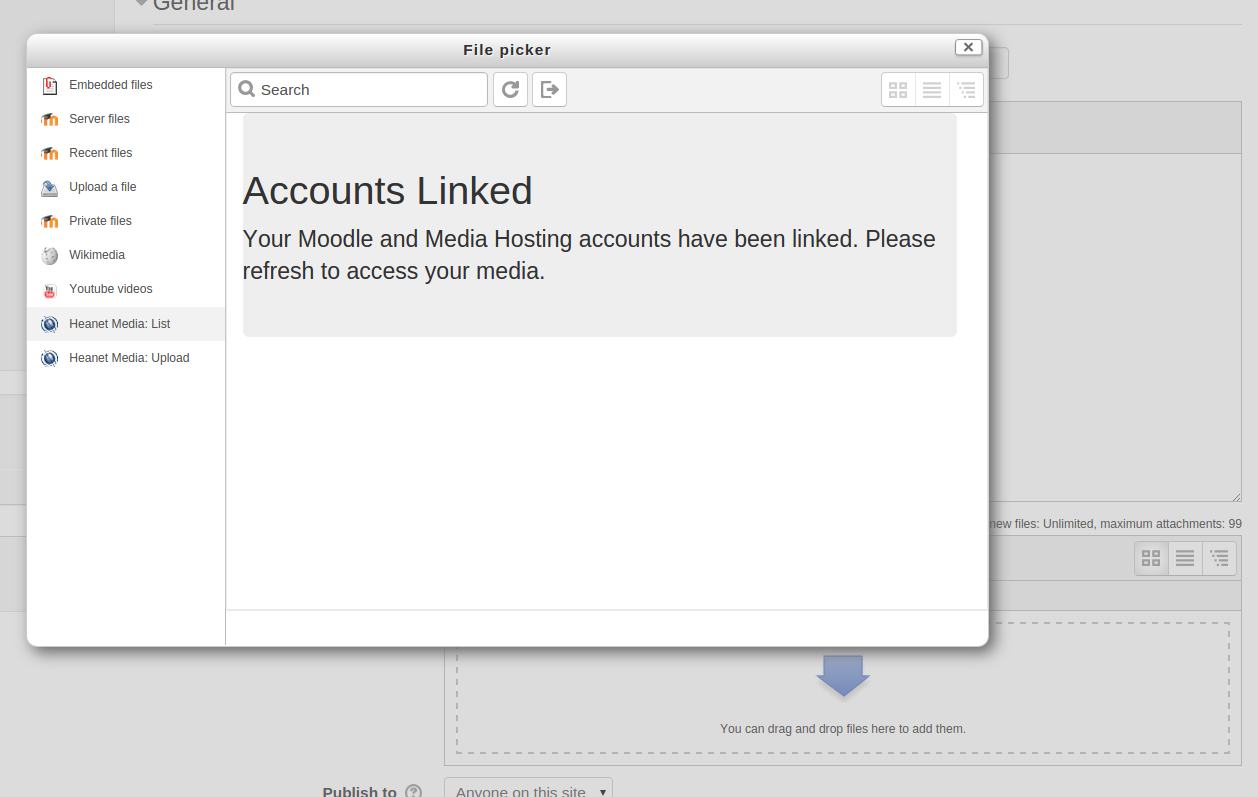 General
File picker
Embedded files
Server files
Recent files
Upload a file
Private files
Wikimedia
Youtube videos
Heanet Media: List
Heanet Media: Upload
Search
Accounts Linked
Your Moodle and Media Hosting accounts have been linked. Please
refresh to access your media.
new files: Unlimited, maximum attachments: 99
You can drag and drop files here to add them.
Publish to
Anyone on this site